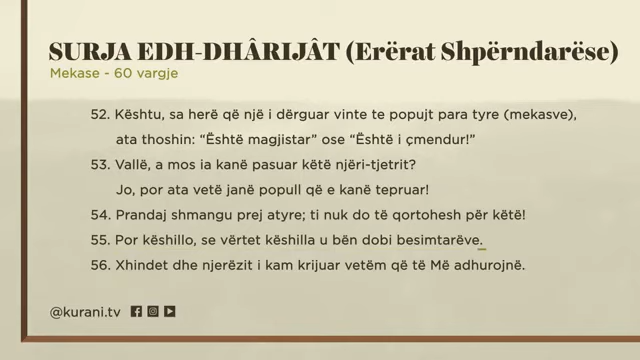 SURJA EDH-DHÂRIJÂT (Erërat Shpërndarëse)
Mekase - 60 vargje
52. Kështu, sa herë që një i dërguar vinte te popujt para tyre (mekasve),
ata thoshin: “Është magjistar” ose “Është i çmendur!”
53. Vallë, a mos ia kanë pasuar këtë njëri-tjetrit?
Jo, por ata vetë janë popull që e kanë tepruar!
54. Prandaj shmangu prej atyre; ti nuk do të qortohesh për këtë!
55. Por këshillo, se vërtet këshilla u bën dobi besimtarëve.
56. Xhindet dhe njerëzit i kam krijuar vetëm që të Më adhurojnë.
@kurani.tv